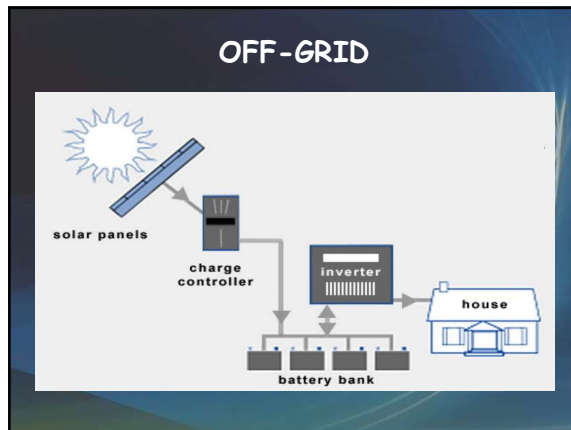 OFF-GRID
solar panels
charge
controller
inverter
house
battery bank